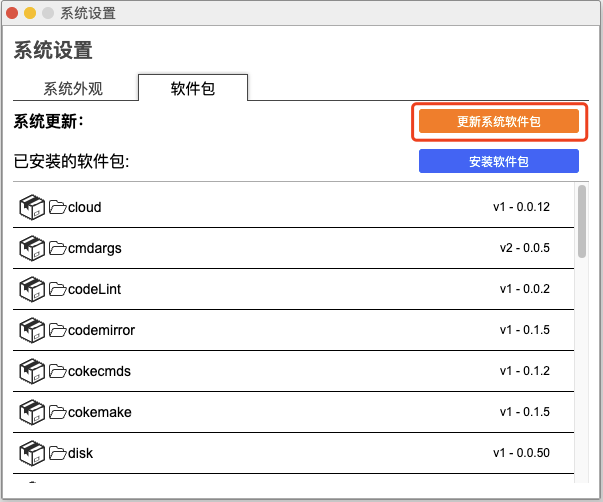 系统设置
系统设置
系统外观 软件包
系统更新： 更新系统软件包
已安装的软件包: 安装软件包
cloud v1 - 0.0.12
cmdargs v2 - 0.0.5
codeLint v1 - 0.0.2
codemirror v1 - 0.1.5
cokecmds v1 - 0.1.2
cokemake v1 - 0.1.5
disk v1 - 0.0.50